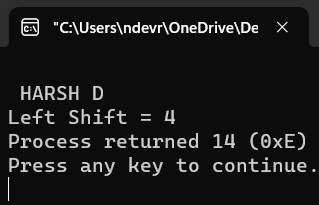 "C:\Users\ndevr\OneDrive\De
HARSH D
Left Shift = 4
Process returned 14 (0xE)
Press any key to continue.